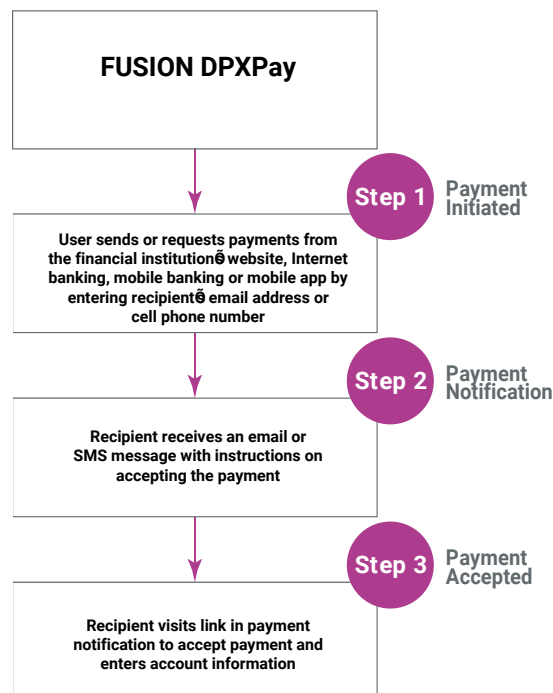 FUSION DPXPay
Step 1
Payment
Initiated
User sends or requests payments from
the financial institutionÕs website, Internet
banking, mobile banking or mobile app by
entering recipientÕs email address or
cell phone number
Step 2
Payment
Notification
Recipient receives an email or
SMS message with instructions on
accepting the payment
Step 3
Payment
Accepted
Recipient visits link in payment
notification to accept payment and
enters account information